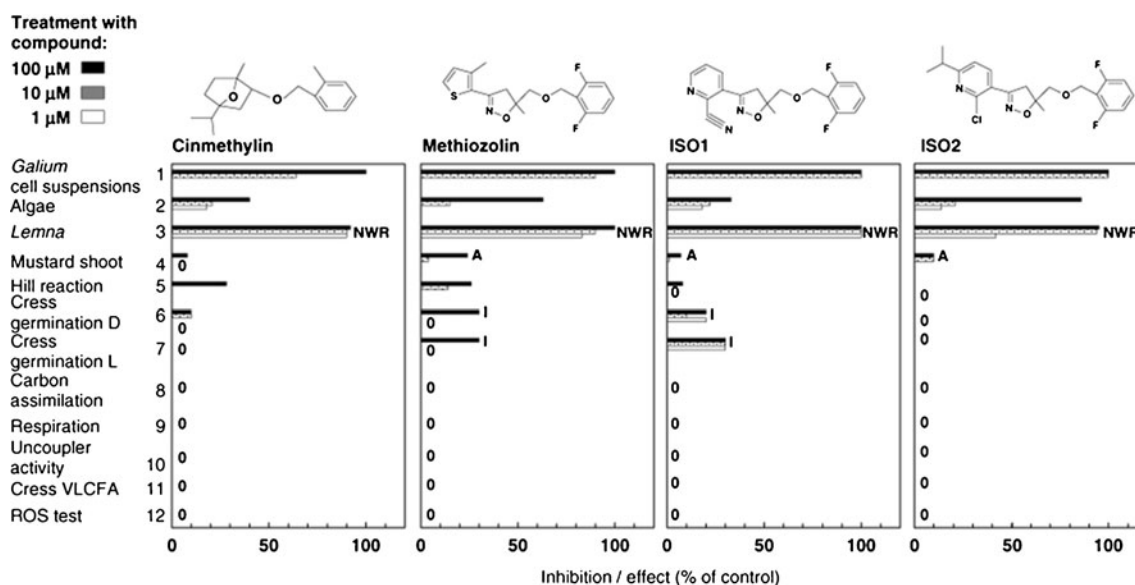 Treatment with
compound:
100 µM
10 µM
1 µM
O
O
S
N
O
O
F
F
N
N
N
O
O
F
F
N
Cl
N
O
O
F
F
Cinmethylin
Methiozolin
ISO1
ISO2
Galium
cell suspensions 1
Algae 2
Lemna 3 NWR NWR NWR NWR
Mustard shoot 4 0 A A A
Hill reaction 5 0 0
Cress
germination D 6 0 I 0 I 0
Cress
germination L 7 0 I 0 I 0
Carbon
assimilation 8 0 0 0 0
Respiration 9 0 0 0 0
Uncoupler
activity 10 0 0 0 0
Cress VLCFA 11 0 0 0 0
ROS test 12 0 0 0 0
0 50 100 0 50 100 0 50 100 0 50 100
Inhibition / effect (% of control)